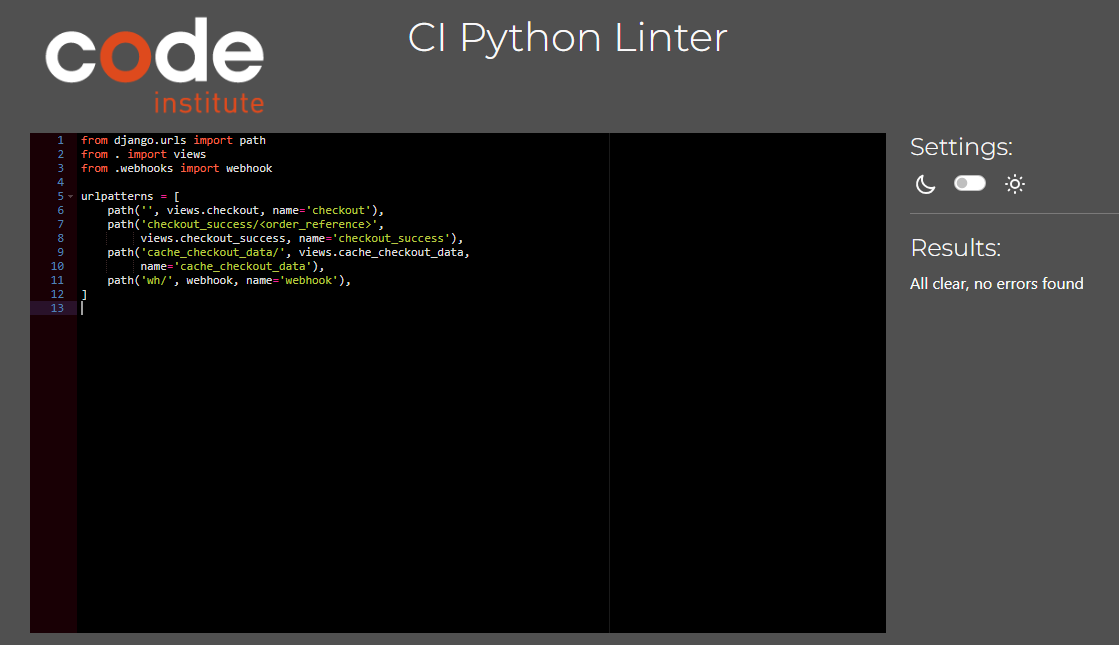 code
institute
CI Python Linter
1 from django.urls import path
2 from . import views
3 from .webhooks import webhook
4
5 urlpatterns = [
6     path('', views.checkout, name='checkout'),
7     path('checkout_success/<order_reference>',
8          views.checkout_success, name='checkout_success'),
9     path('cache_checkout_data/', views.cache_checkout_data,
10          name='cache_checkout_data'),
11     path('wh/', webhook, name='webhook'),
12 ]
13
Settings:
Results:
All clear, no errors found